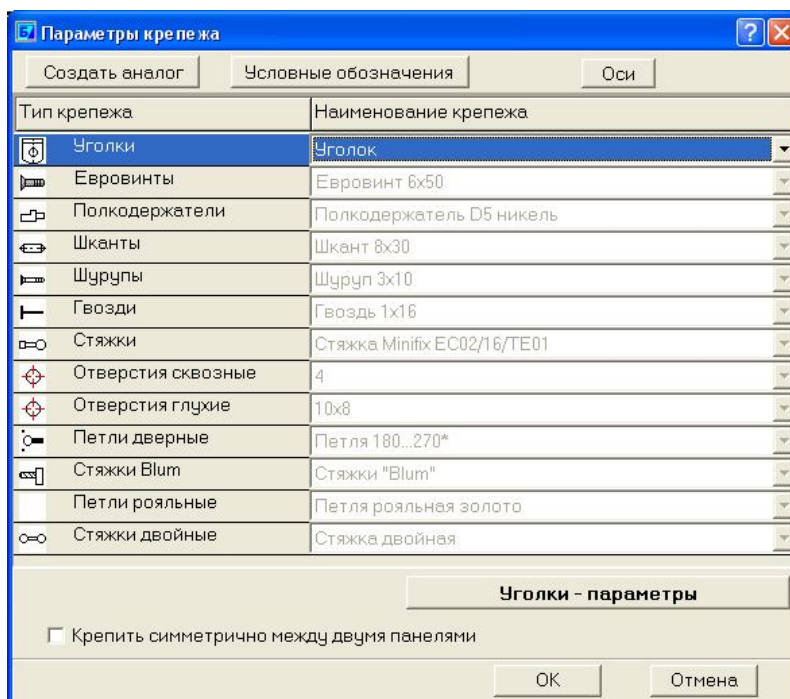 Параметры крепежа
Создать аналог Условные обозначения Оси
Тип крепежа Наименование крепежа
Уголки Уголок
Евровинты Евровинт 6x50
Полкодержатели Полкодержатель D5 никель
Шканты Шкант 8x30
Шурупы Шуруп 3x10
Гвозди Гвоздь 1x16
Стяжки Стяжка Minifix EC02/16/TE01
Отверстия сквозные 4
Отверстия глухие 10x8
Петли дверные Петля 180...270*
Стяжки Blum Стяжки "Blum"
Петли рояльные Петля рояльная золото
Стяжки двойные Стяжка двойная
Уголки - параметры
Крепить симметрично между двумя панелями
OK Отмена